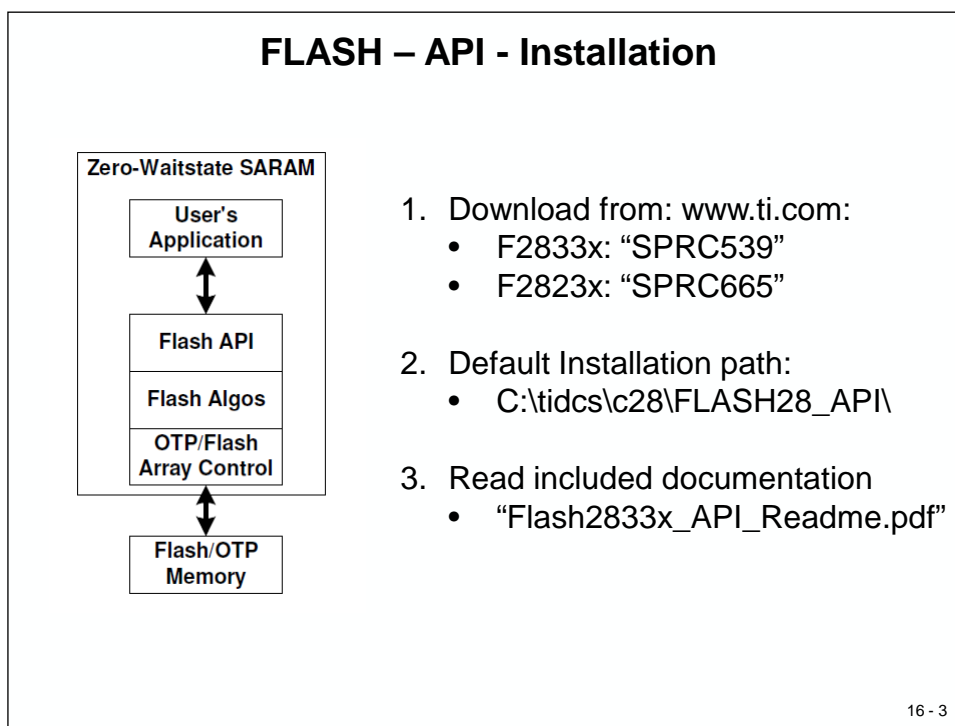 FLASH – API - Installation
Zero-Waitstate SARAM
User's
Application
Flash API
Flash Algos
OTP/Flash
Array Control
Flash/OTP
Memory
1. Download from: www.ti.com:
• F2833x: “SPRC539”
• F2823x: “SPRC665”
2. Default Installation path:
• C:\tidcs\c28\FLASH28_API\
3. Read included documentation
• “Flash2833x_API_Readme.pdf”
16 - 3